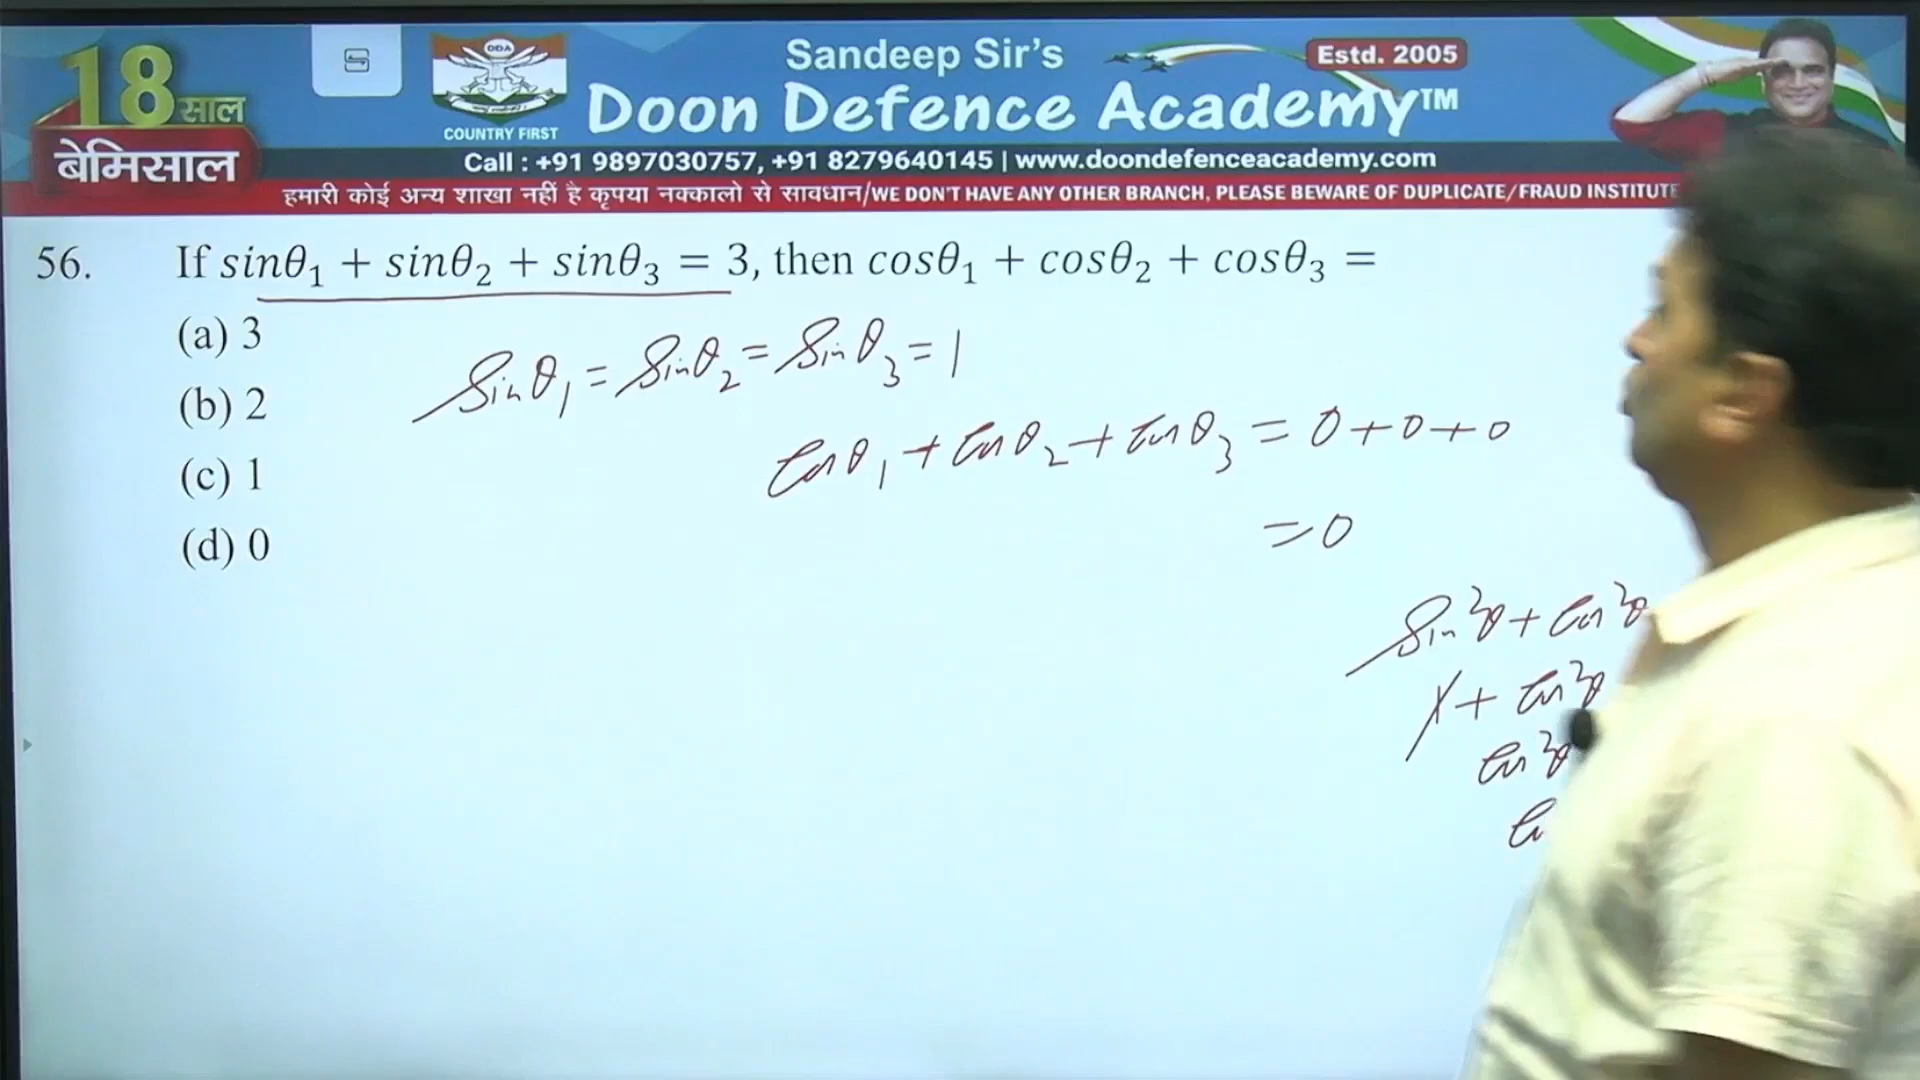 18 साल
बेमिसाल
DDA
COUNTRY FIRST
Sandeep Sir's
Estd. 2005
Doon Defence Academy™
Call : +91 9897030757, +91 8279640145 | www.doondefenceacademy.com
हमारी कोई अन्य शाखा नहीं है कृपया नक्कालो से सावधान/WE DON'T HAVE ANY OTHER BRANCH, PLEASE BEWARE OF DUPLICATE/FRAUD INSTITUTE
56. If sinθ₁ + sinθ₂ + sinθ₃ = 3, then cosθ₁ + cosθ₂ + cosθ₃ =
(a) 3
(b) 2
(c) 1
(d) 0
Sinθ₁ = Sinθ₂ = Sinθ₃ = 1
Cosθ₁ + Cosθ₂ + Cosθ₃ = 0 + 0 + 0
= 0
Sin²θ + Cos²θ
1 + Cos²θ
Cos²θ